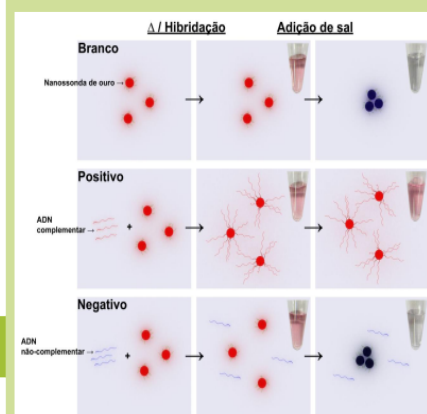 Δ / Hibridação Adição de sal
Branco
Nanossonda de ouro →
Positivo
ADN
complementar →
+
Negativo
ADN
não-complementar →
+